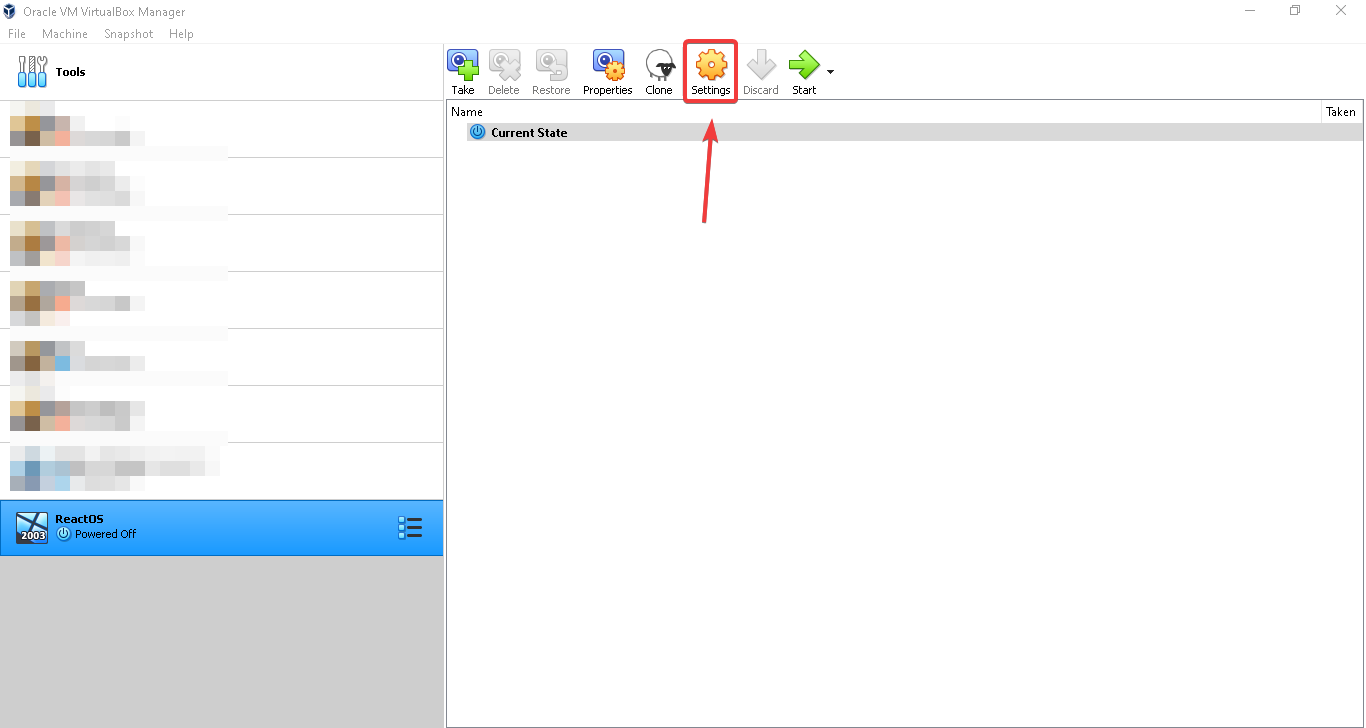 Oracle VM VirtualBox Manager
File Machine Snapshot Help
Tools
Take Delete Restore Properties Clone Settings Discard Start
Name Taken
Current State
ReactOS
2003 Powered Off